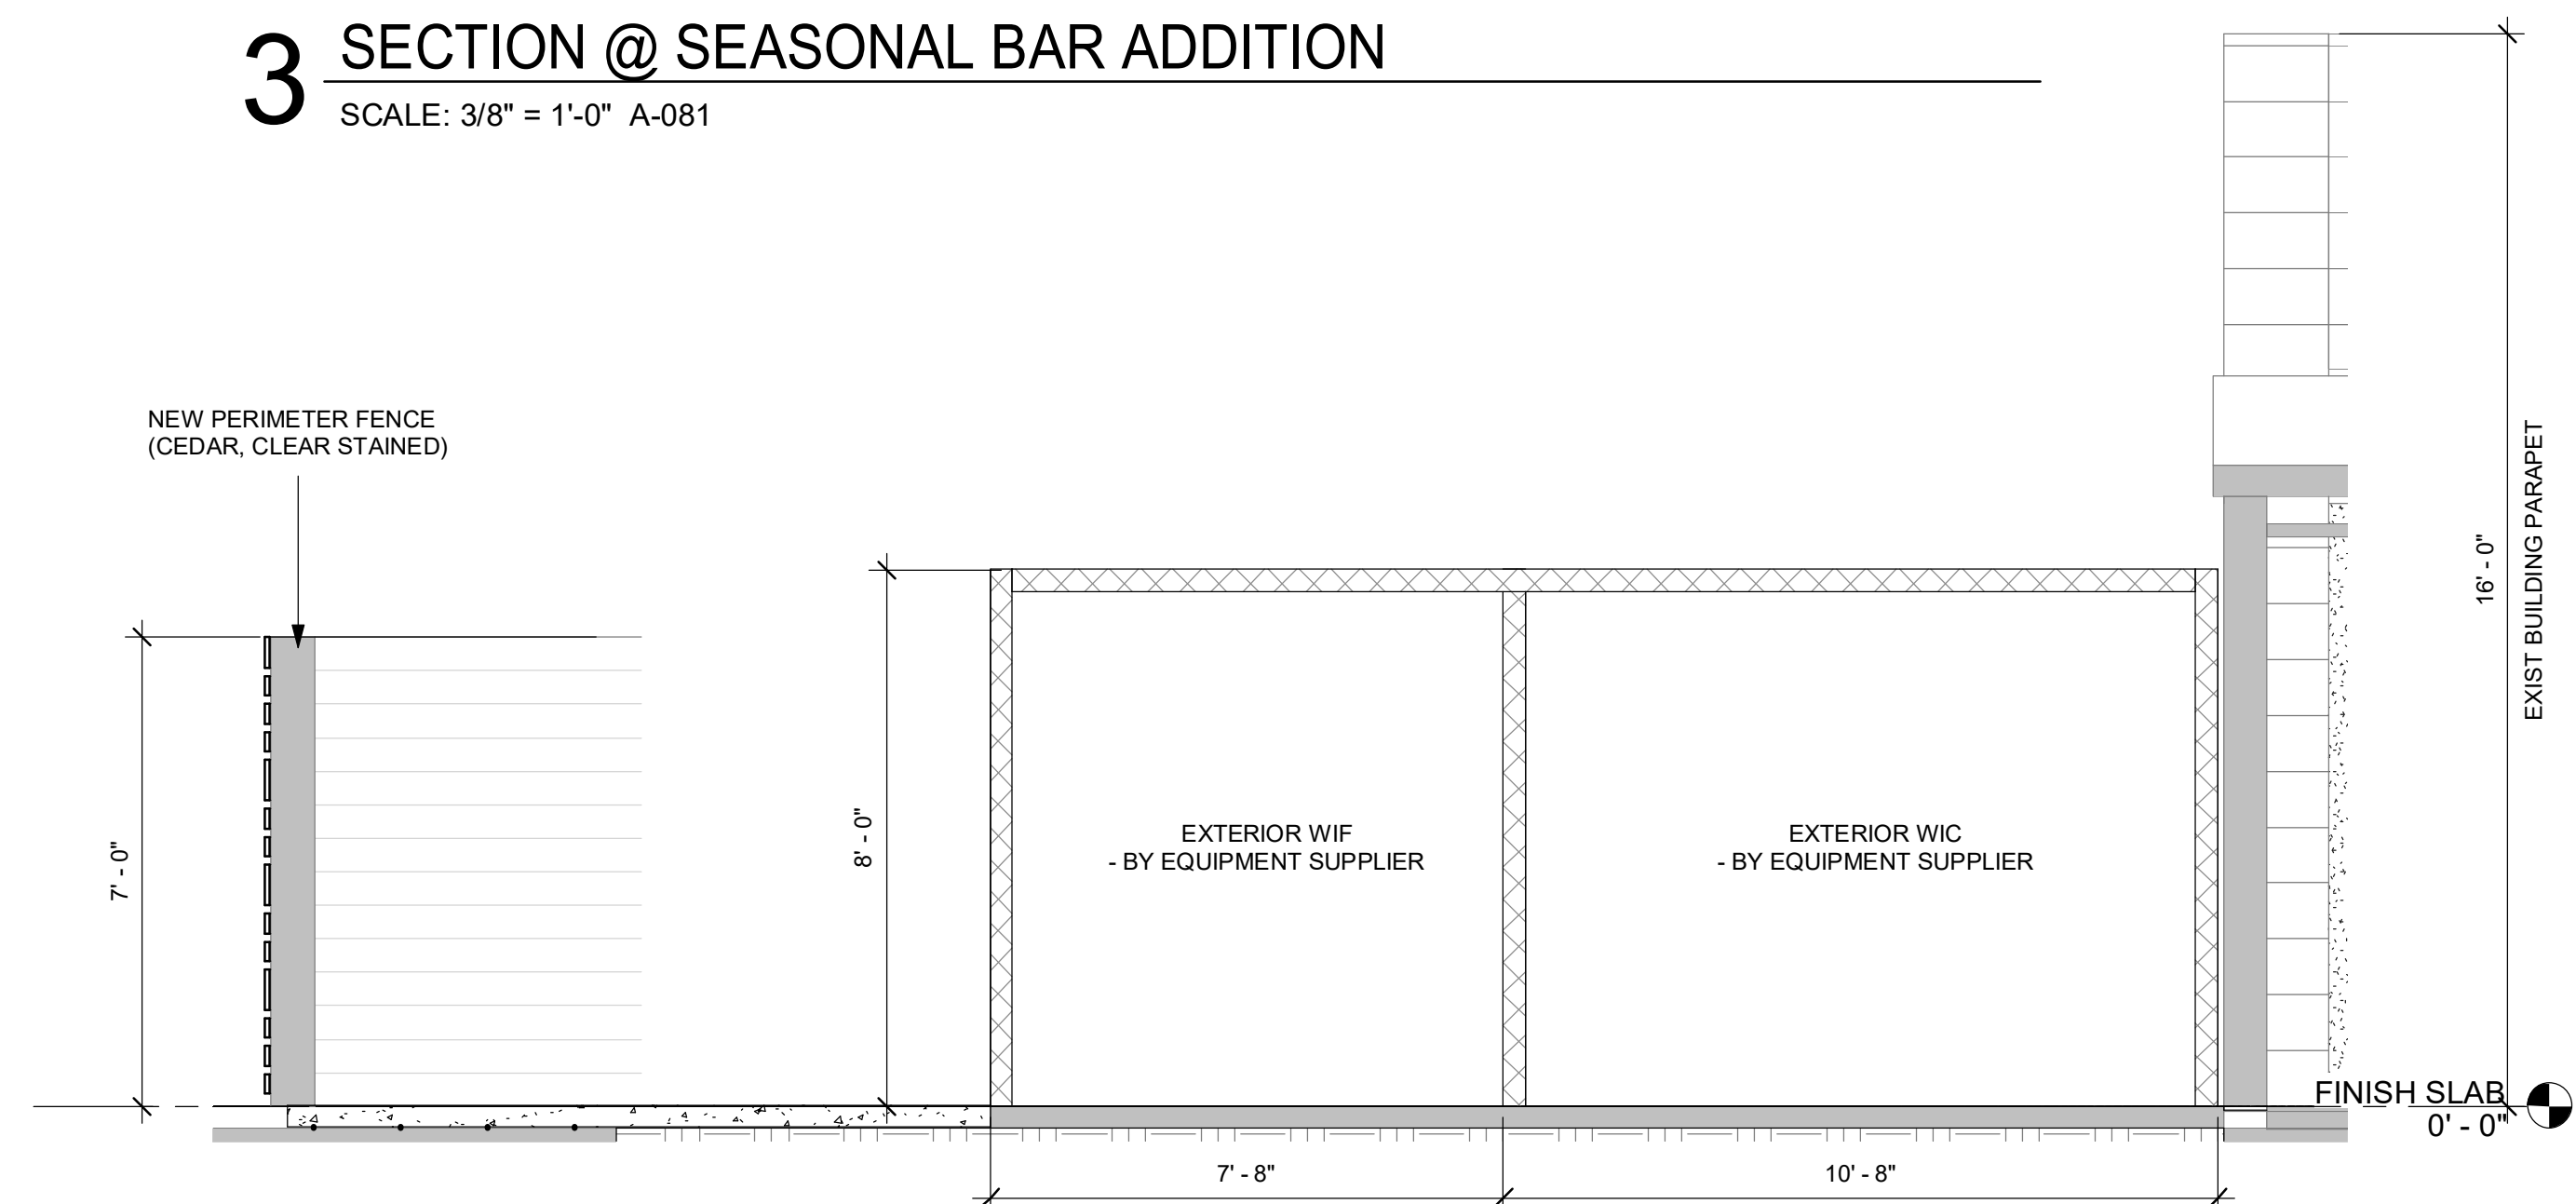 3 SECTION @ SEASONAL BAR ADDITION
SCALE: 3/8" = 1'-0" A-081
NEW PERIMETER FENCE
(CEDAR, CLEAR STAINED)
7' - 0"
8' - 0"
EXTERIOR WIF
- BY EQUIPMENT SUPPLIER
EXTERIOR WIC
- BY EQUIPMENT SUPPLIER
16' - 0"
EXIST BUILDING PARAPET
FINISH SLAB
0' - 0"
7' - 8"
10' - 8"